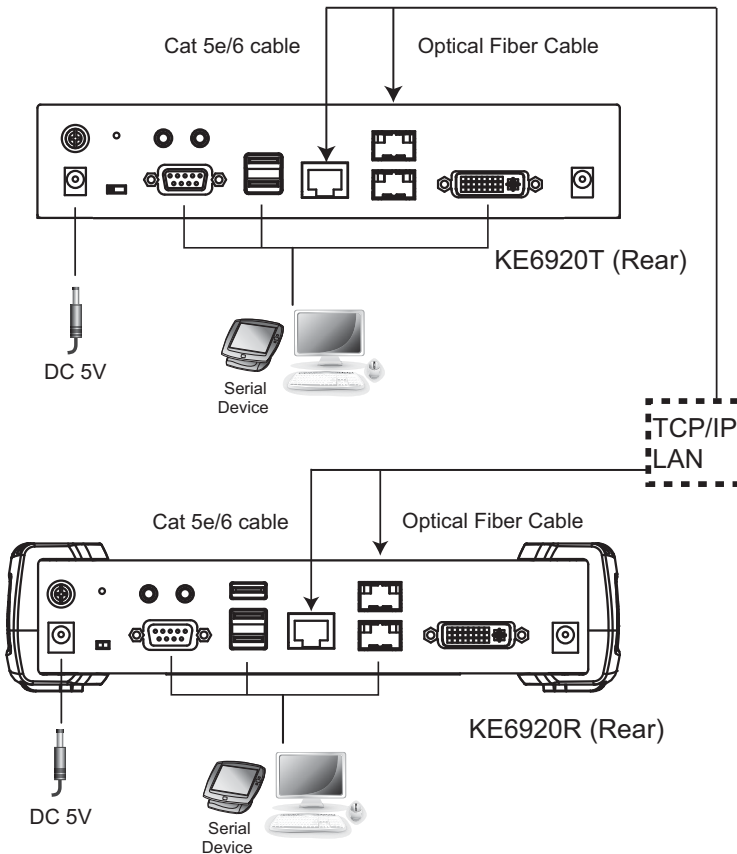 Cat 5e/6 cable
Optical Fiber Cable
KE6920T (Rear)
DC 5V
Serial
Device
TCP/IP
LAN
Cat 5e/6 cable
Optical Fiber Cable
KE6920R (Rear)
DC 5V
Serial
Device